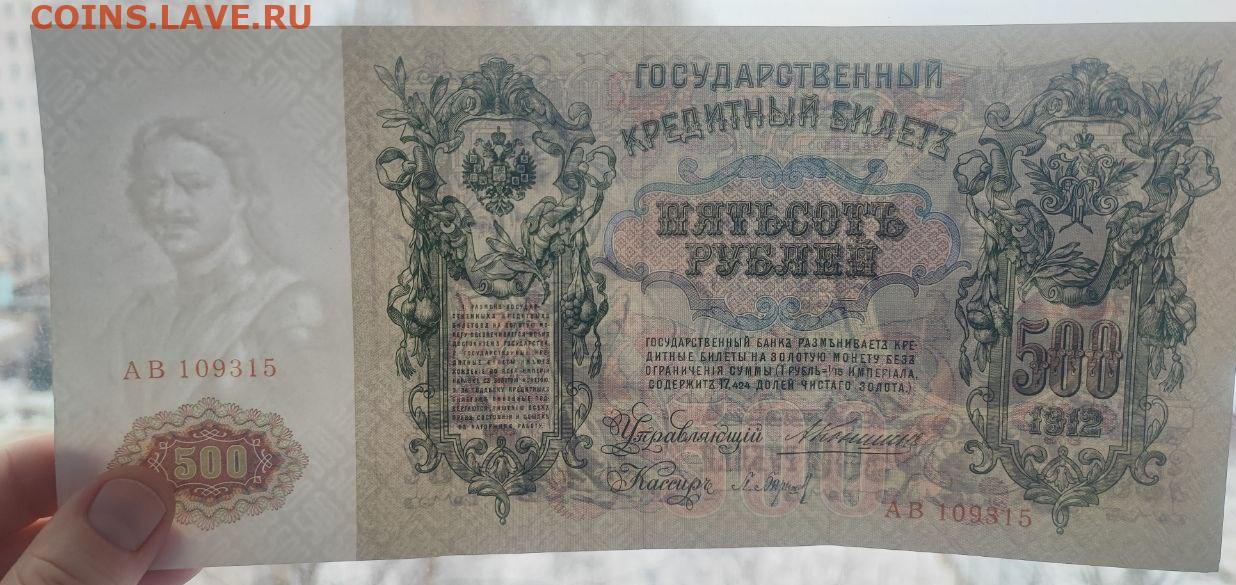 COINS.LAVE.RU
ГОСУДАРСТВЕННЫЙ
КРЕДИТНЫЙ БИЛЕТЪ
ПЯТЬСОТЪ
РУБЛЕЙ
ГОСУДАРСТВЕННЫЙ БАНКЪ РАЗМѢНИВАЕТЪ КРЕ-
ДИТНЫЕ БИЛЕТЫ НА ЗОЛОТУЮ МОНЕТУ БЕЗЪ
ОГРАНИЧЕНІЯ СУММЫ (1 РУБЛЬ=1/15 ИМПЕРІАЛА,
СОДЕРЖИТЪ 17,424 ДОЛЕЙ ЧИСТАГО ЗОЛОТА.)
Управляющій
Кассиръ
АВ 109315
500
500
1912
500
АВ 109315